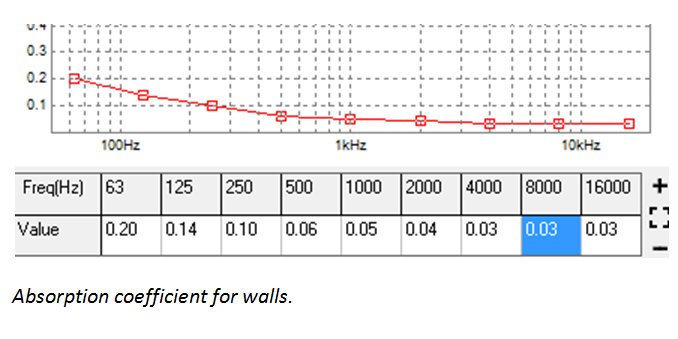 0.4
0.3
0.2
0.1
100Hz 1kHz 10kHz
Freq(Hz) 63 125 250 500 1000 2000 4000 8000 16000
Value 0.20 0.14 0.10 0.06 0.05 0.04 0.03 0.03 0.03
Absorption coefficient for walls.